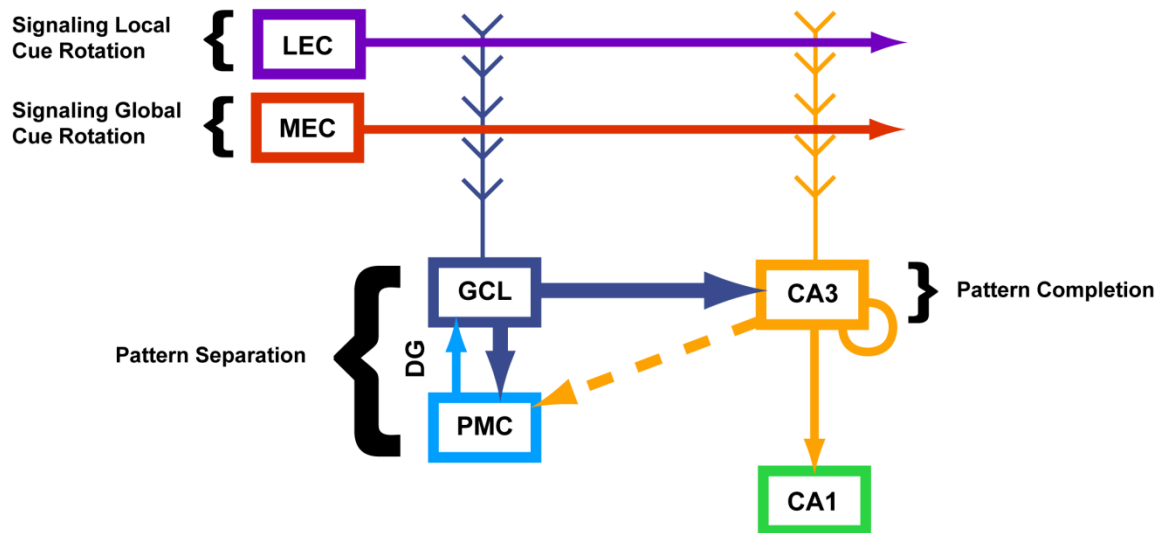 Signaling Local
Cue Rotation
LEC
Signaling Global
Cue Rotation
MEC
GCL
CA3
Pattern Completion
Pattern Separation
DG
PMC
CA1